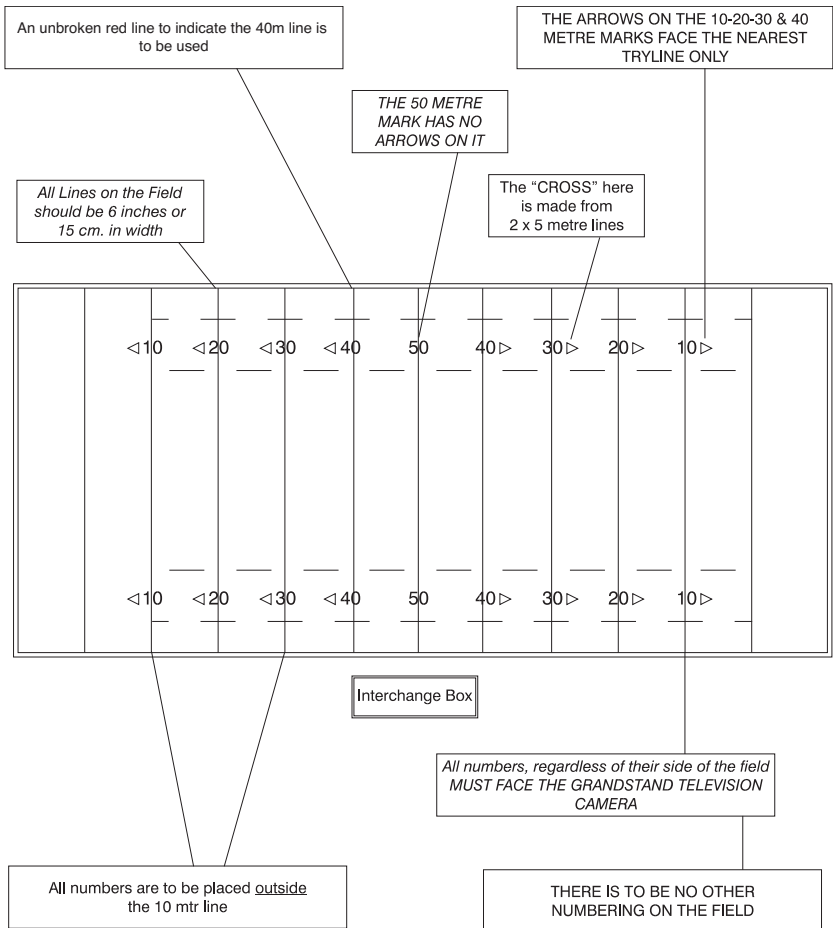 An unbroken red line to indicate the 40m line is
to be used
THE ARROWS ON THE 10-20-30 & 40
METRE MARKS FACE THE NEAREST
TRYLINE ONLY
THE 50 METRE
MARK HAS NO
ARROWS ON IT
All Lines on the Field
should be 6 inches or
15 cm. in width
The “CROSS” here
is made from
2 x 5 metre lines
10 20 30 40 50 40 30 20 10
10 20 30 40 50 40 30 20 10
Interchange Box
All numbers, regardless of their side of the field
MUST FACE THE GRANDSTAND TELEVISION
CAMERA
All numbers are to be placed outside
the 10 mtr line
THERE IS TO BE NO OTHER
NUMBERING ON THE FIELD